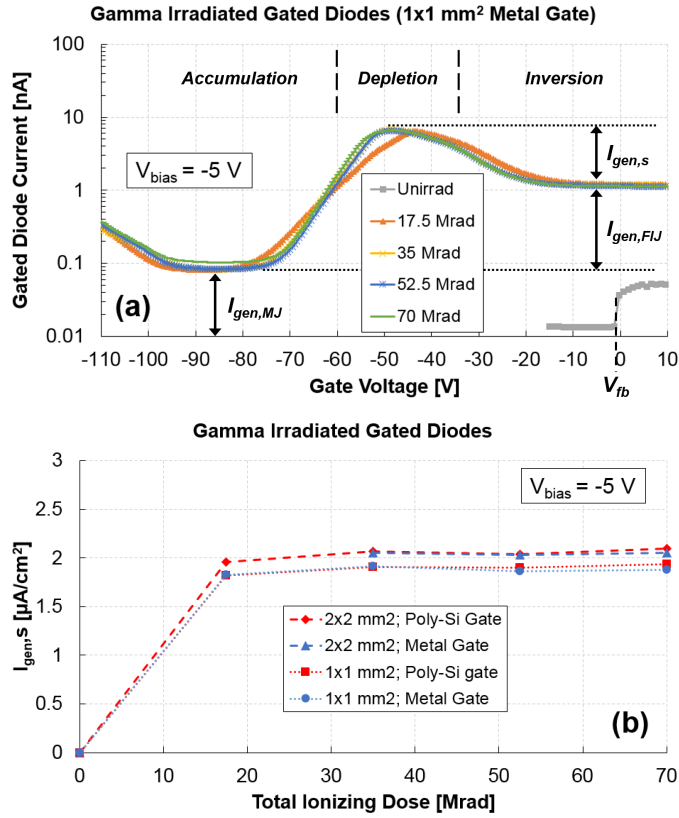 Gamma Irradiated Gated Diodes (1x1 mm² Metal Gate)
Gated Diode Current [nA]
100
10
1
0.1
0.01
Accumulation
Depletion
Inversion
V_bias = -5 V
Unirrad
17.5 Mrad
35 Mrad
52.5 Mrad
70 Mrad
I_gen,s
I_gen,FIJ
I_gen,MJ
(a)
-110 -100 -90 -80 -70 -60 -50 -40 -30 -20 -10 0 10
Gate Voltage [V]
V_fb
Gamma Irradiated Gated Diodes
I_gen,s [µA/cm²]
3
2.5
2
1.5
1
0.5
0
V_bias = -5 V
2x2 mm2; Poly-Si Gate
2x2 mm2; Metal Gate
1x1 mm2; Poly-Si gate
1x1 mm2; Metal Gate
(b)
0 10 20 30 40 50 60 70
Total Ionizing Dose [Mrad]